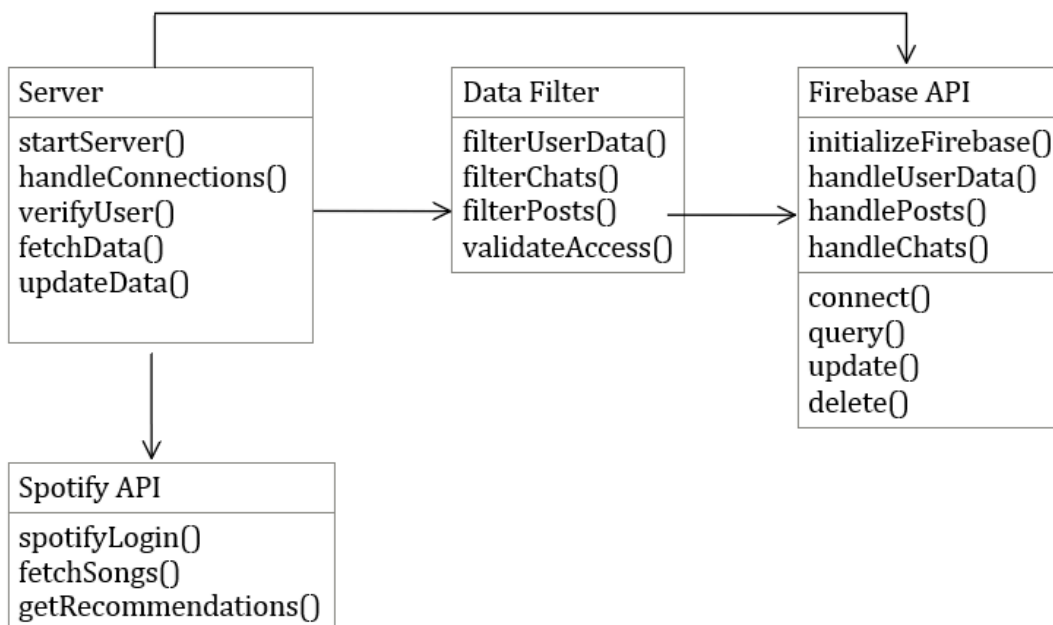 Server
startServer()
handleConnections()
verifyUser()
fetchData()
updateData()
Data Filter
filterUserData()
filterChats()
filterPosts()
validateAccess()
Firebase API
initializeFirebase()
handleUserData()
handlePosts()
handleChats()
connect()
query()
update()
delete()
Spotify API
spotifyLogin()
fetchSongs()
getRecommendations()